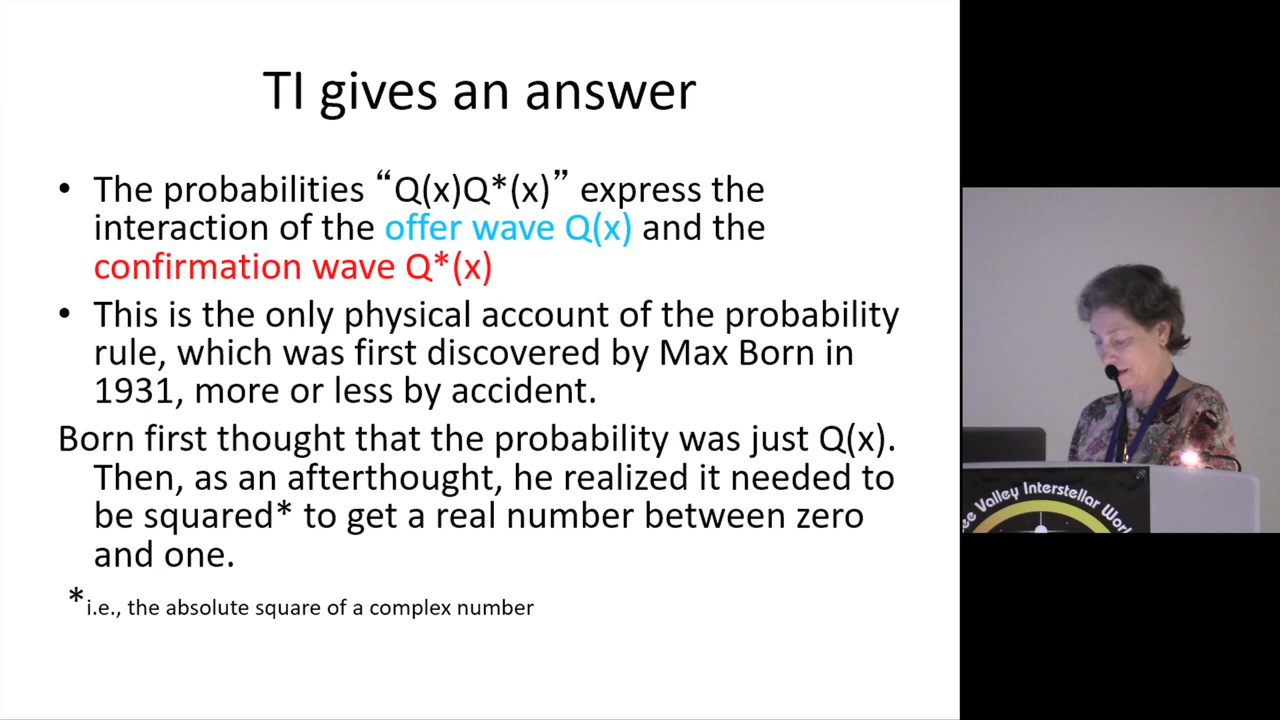 TI gives an answer
• The probabilities “Q(x)Q*(x)” express the
interaction of the offer wave Q(x) and the
confirmation wave Q*(x)
• This is the only physical account of the probability
rule, which was first discovered by Max Born in
1931, more or less by accident.
Born first thought that the probability was just Q(x).
Then, as an afterthought, he realized it needed to
be squared* to get a real number between zero
and one.
*i.e., the absolute square of a complex number
Valley Interstellar